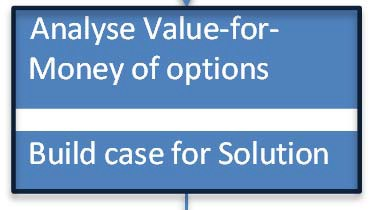 Analyse Value-for-
Money of options
Build case for Solution